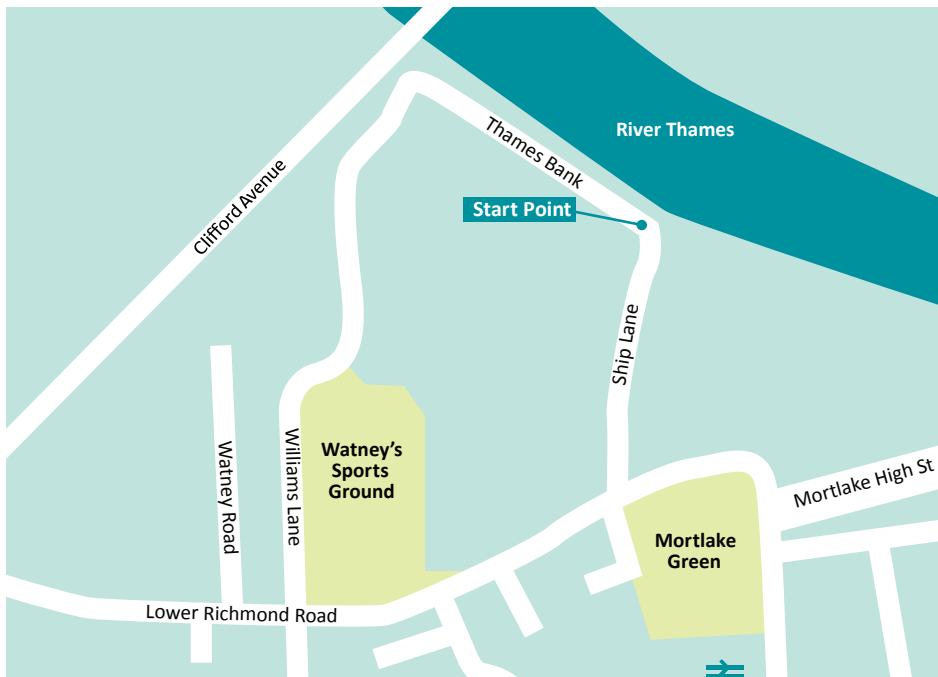 River Thames
Thames Bank
Start Point
Clifford Avenue
Ship Lane
Watney's
Sports
Ground
Williams Lane
Watney Road
Mortlake High St
Mortlake
Green
Lower Richmond Road